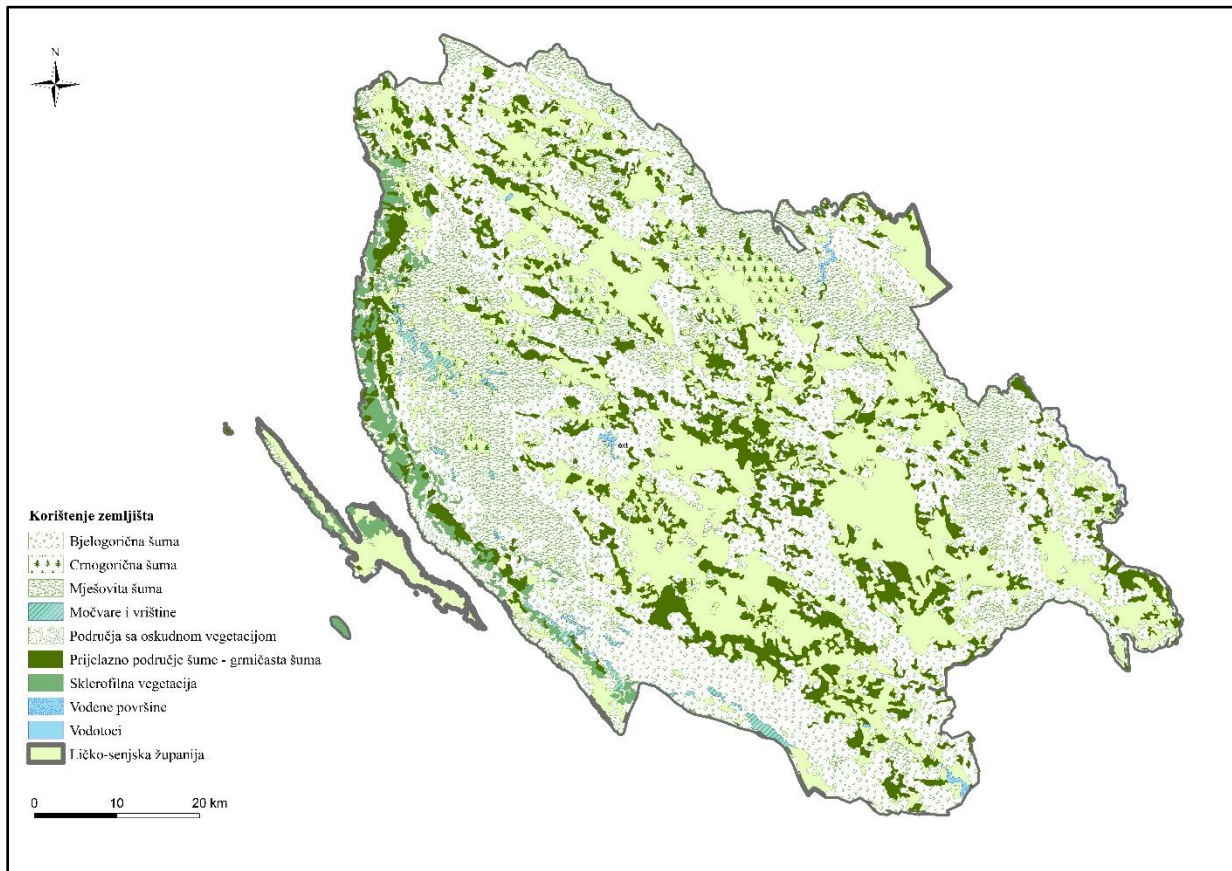 N
ext
Korištenje zemljišta
Bjelogorična šuma
Crnogorična šuma
Mješovita šuma
Močvare i vrištine
Područja sa oskudnom vegetacijom
Prijelazno područje šume - grmičasta šuma
Sklerofilna vegetacija
Vodene površine
Vodotoci
Ličko-senjska županija
0 10 20 km